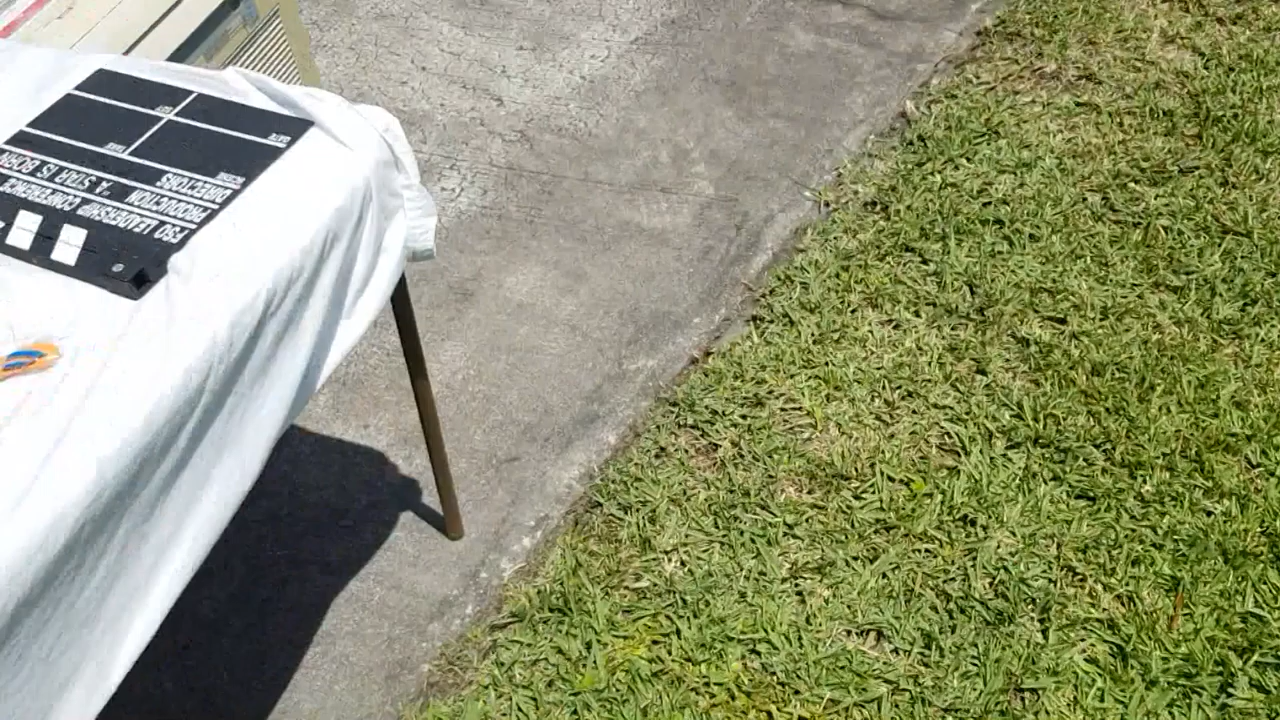 FSO LEADERSHIP CONFERENCE
PRODUCTION "A STAR IS BORN
DIRECTORS
SCENE
TAKE
DATE